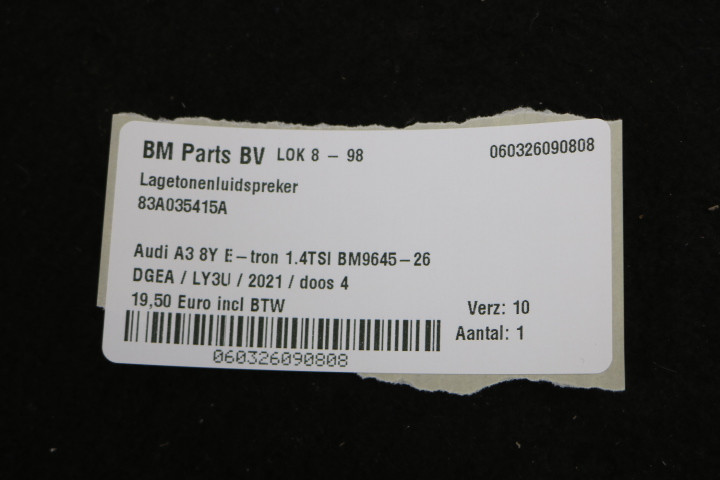 BM Parts BV LOK 8 - 98 060326090808
Lagetonenluidspreker
83A035415A
Audi A3 8Y E-tron 1.4TSI BM9645-26
DGEA / LY3U / 2021 / doos 4
19,50 Euro incl BTW
Verz: 10
Aantal: 1
060326090808